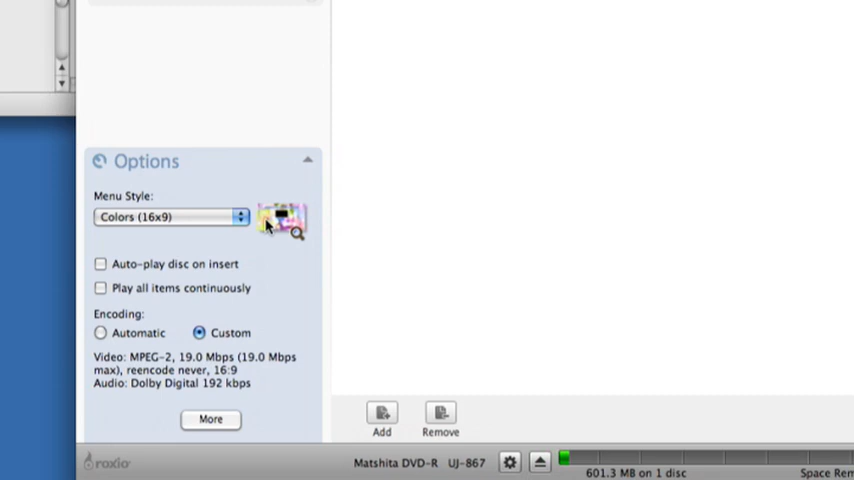 Options
Menu Style:
Colors (16x9)
Auto-play disc on insert
Play all items continuously
Encoding:
Automatic Custom
Video: MPEG-2, 19.0 Mbps (19.0 Mbps
max), reencode never, 16:9
Audio: Dolby Digital 192 kbps
More
Add Remove
roxio Matshita DVD-R UJ-867
601.3 MB on 1 disc Space Rem